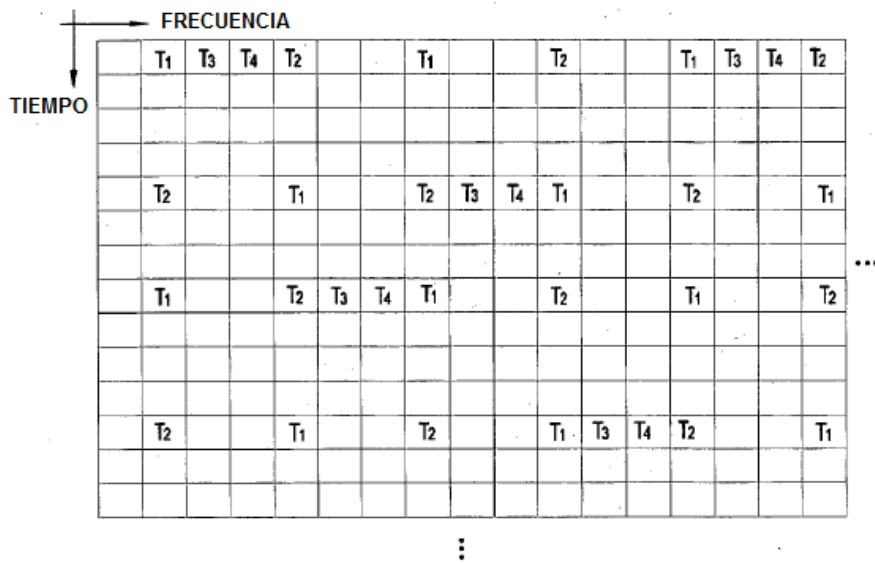 FRECUENCIA
T1 T3 T4 T2 T1 T2 T1 T3 T4 T2
TIEMPO
T2 T1 T2 T3 T4 T1 T2 T1
...
T1 T2 T3 T4 T1 T2 T1 T2
T2 T1 T2 T1 T3 T4 T2 T1
...